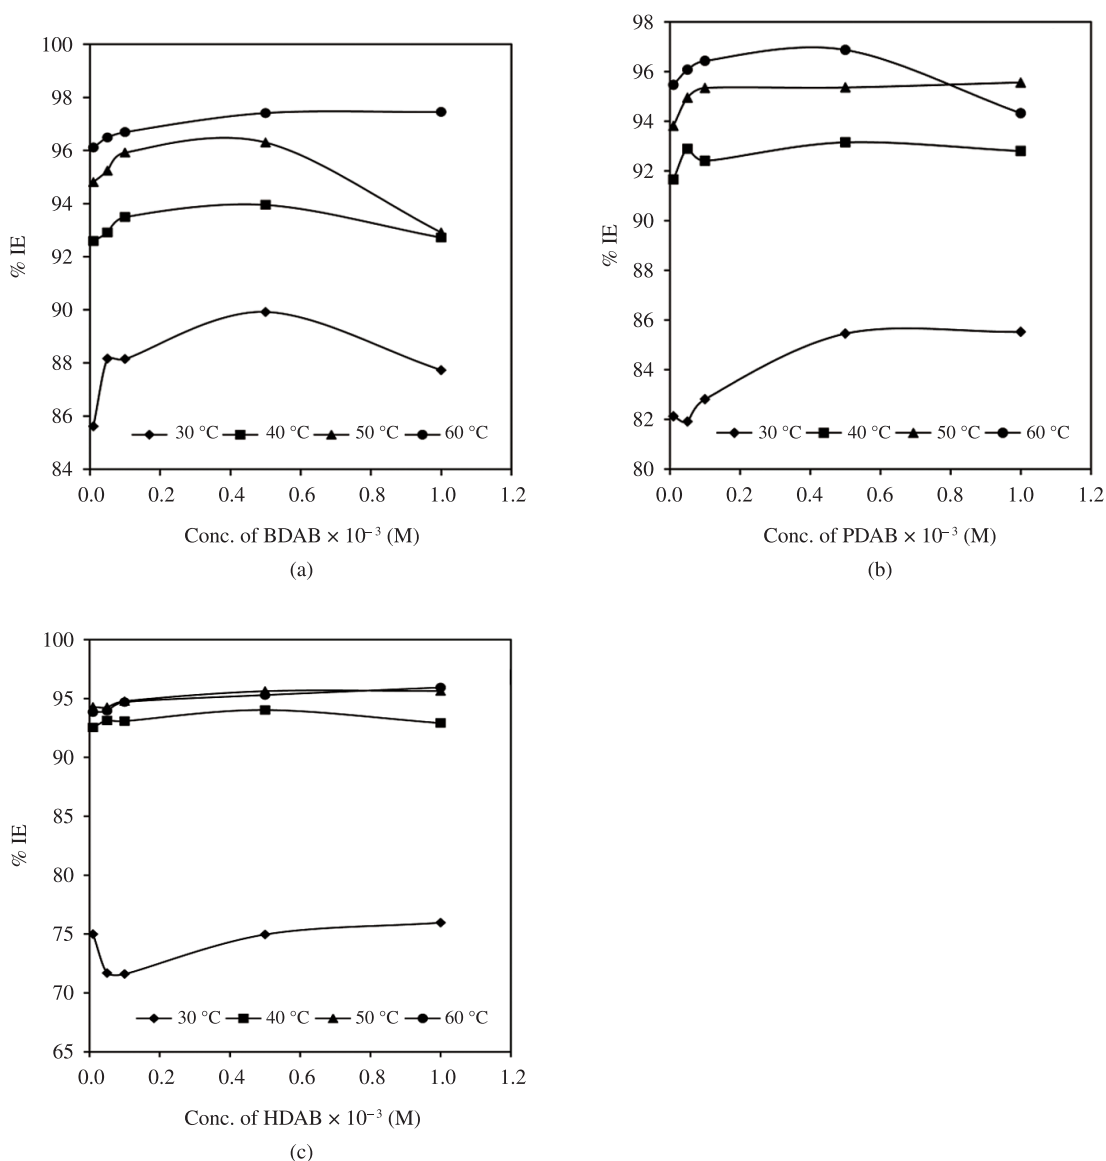 100
98
96
94
92
90
88
86
84
% IE
30 °C 40 °C 50 °C 60 °C
0.0 0.2 0.4 0.6 0.8 1.0 1.2
Conc. of BDAB × 10⁻³ (M)
(a)
98
96
94
92
90
88
86
84
82
80
% IE
30 °C 40 °C 50 °C 60 °C
0.0 0.2 0.4 0.6 0.8 1.0 1.2
Conc. of PDAB × 10⁻³ (M)
(b)
100
95
90
85
80
75
70
65
% IE
30 °C 40 °C 50 °C 60 °C
0.0 0.2 0.4 0.6 0.8 1.0 1.2
Conc. of HDAB × 10⁻³ (M)
(c)